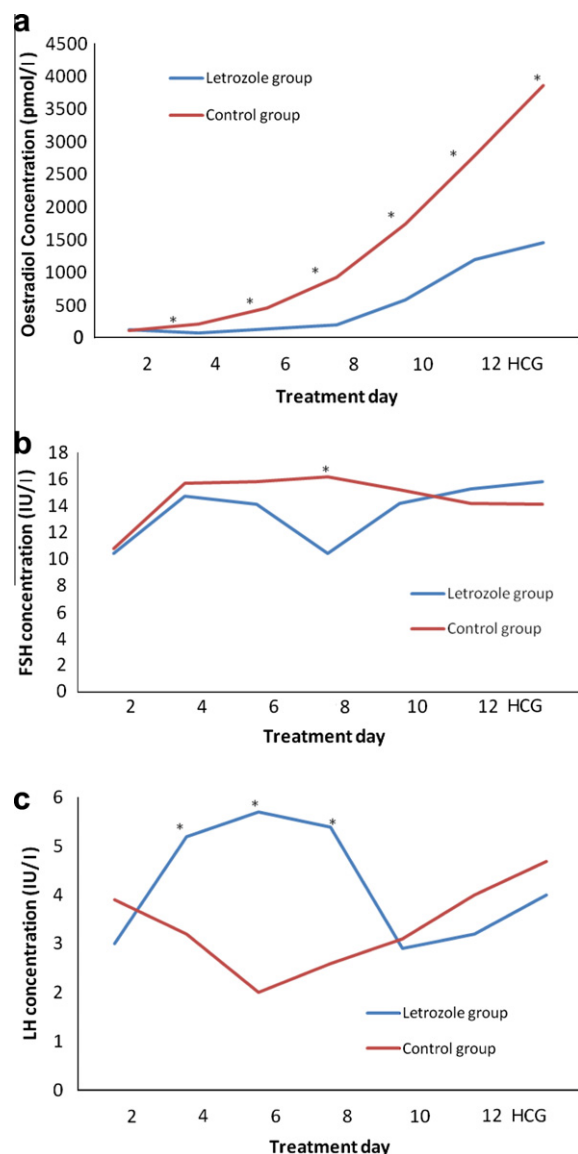 a
Oestradiol Concentration (pmol/l)
4500
4000
3500
3000
2500
2000
1500
1000
500
0
Letrozole group
Control group
*
*
*
*
*
*
2 4 6 8 10 12 HCG
Treatment day
b
FSH concentration (IU/l)
18
16
14
12
10
8
6
4
2
0
*
Letrozole group
Control group
2 4 6 8 10 12 HCG
Treatment day
c
LH concentration (IU/l)
6
5
4
3
2
1
0
*
*
*
Letrozole group
Control group
2 4 6 8 10 12 HCG
Treatment day